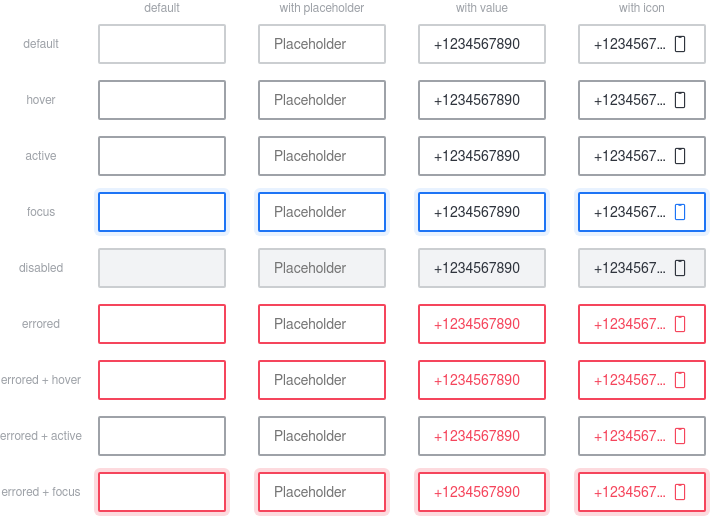 default with placeholder with value with icon
default Placeholder +1234567890 +1234567...
hover Placeholder +1234567890 +1234567...
active Placeholder +1234567890 +1234567...
focus Placeholder +1234567890 +1234567...
disabled Placeholder +1234567890 +1234567...
errored Placeholder +1234567890 +1234567...
errored + hover Placeholder +1234567890 +1234567...
errored + active Placeholder +1234567890 +1234567...
errored + focus Placeholder +1234567890 +1234567...